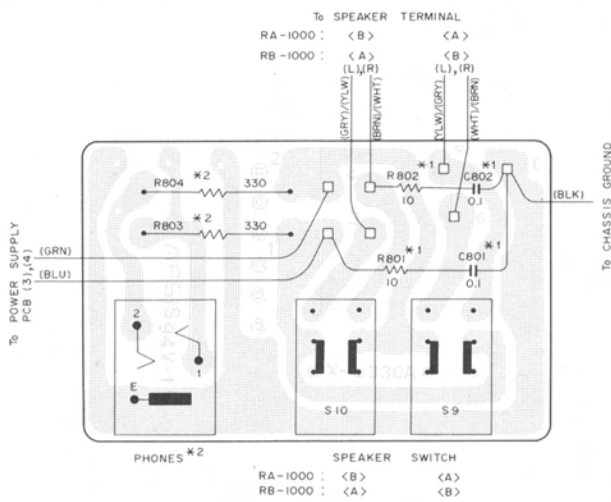 To SPEAKER TERMINAL
RA-1000 : <B> <A>
RB-1000 : <A> <B>
(L),(R) (L),(R)
(GRY)/(YLW)
(BRN)/(WHT)
(YLW)/(GRY)
(WHT)/(BRN)
*1 *1
R804 *2 330
R802 C802
10 0.1
(BLK)
To CHASSIS GROUND
R803 *2 330
(GRN)
(BLU)
To POWER SUPPLY
PCB (3),(4)
R801 *1 C801 *1
10 0.1
2
1
E
S10 S9
PHONES *2
SPEAKER SWITCH
RA-1000 : <B> <A>
RB-1000 : <A> <B>